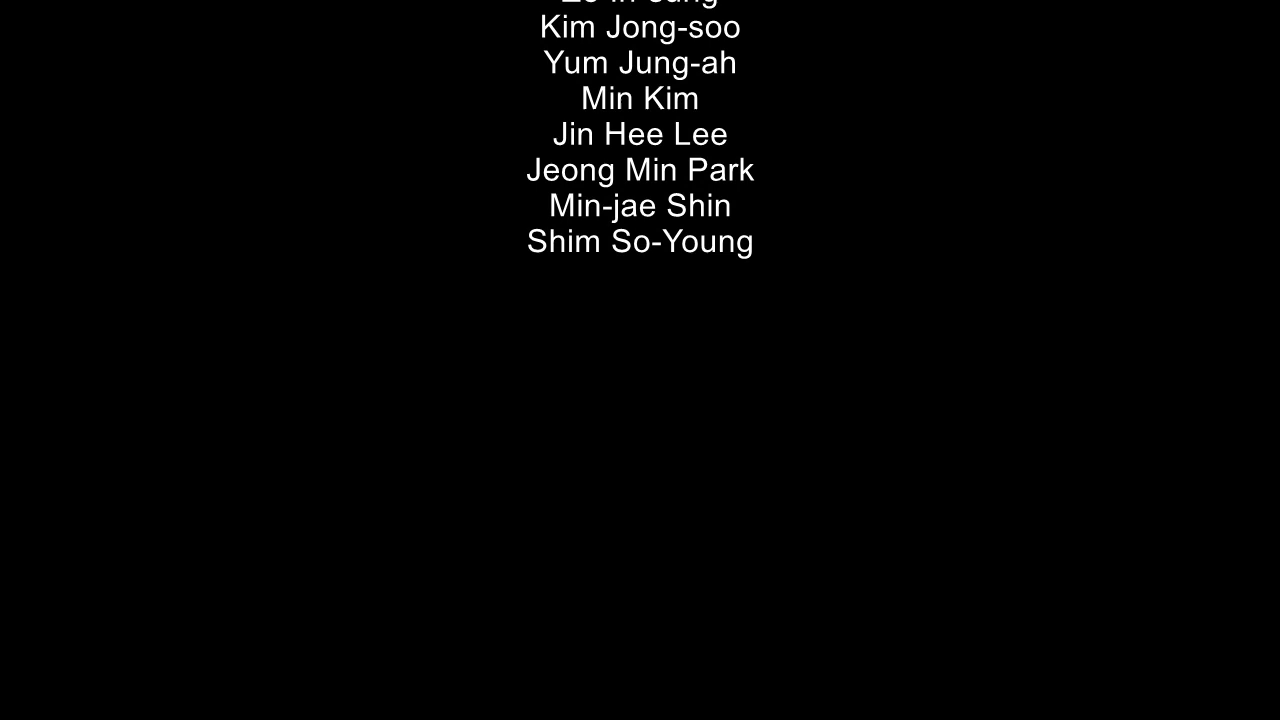 Kim Jong-soo
Yum Jung-ah
Min Kim
Jin Hee Lee
Jeong Min Park
Min-jae Shin
Shim So-Young